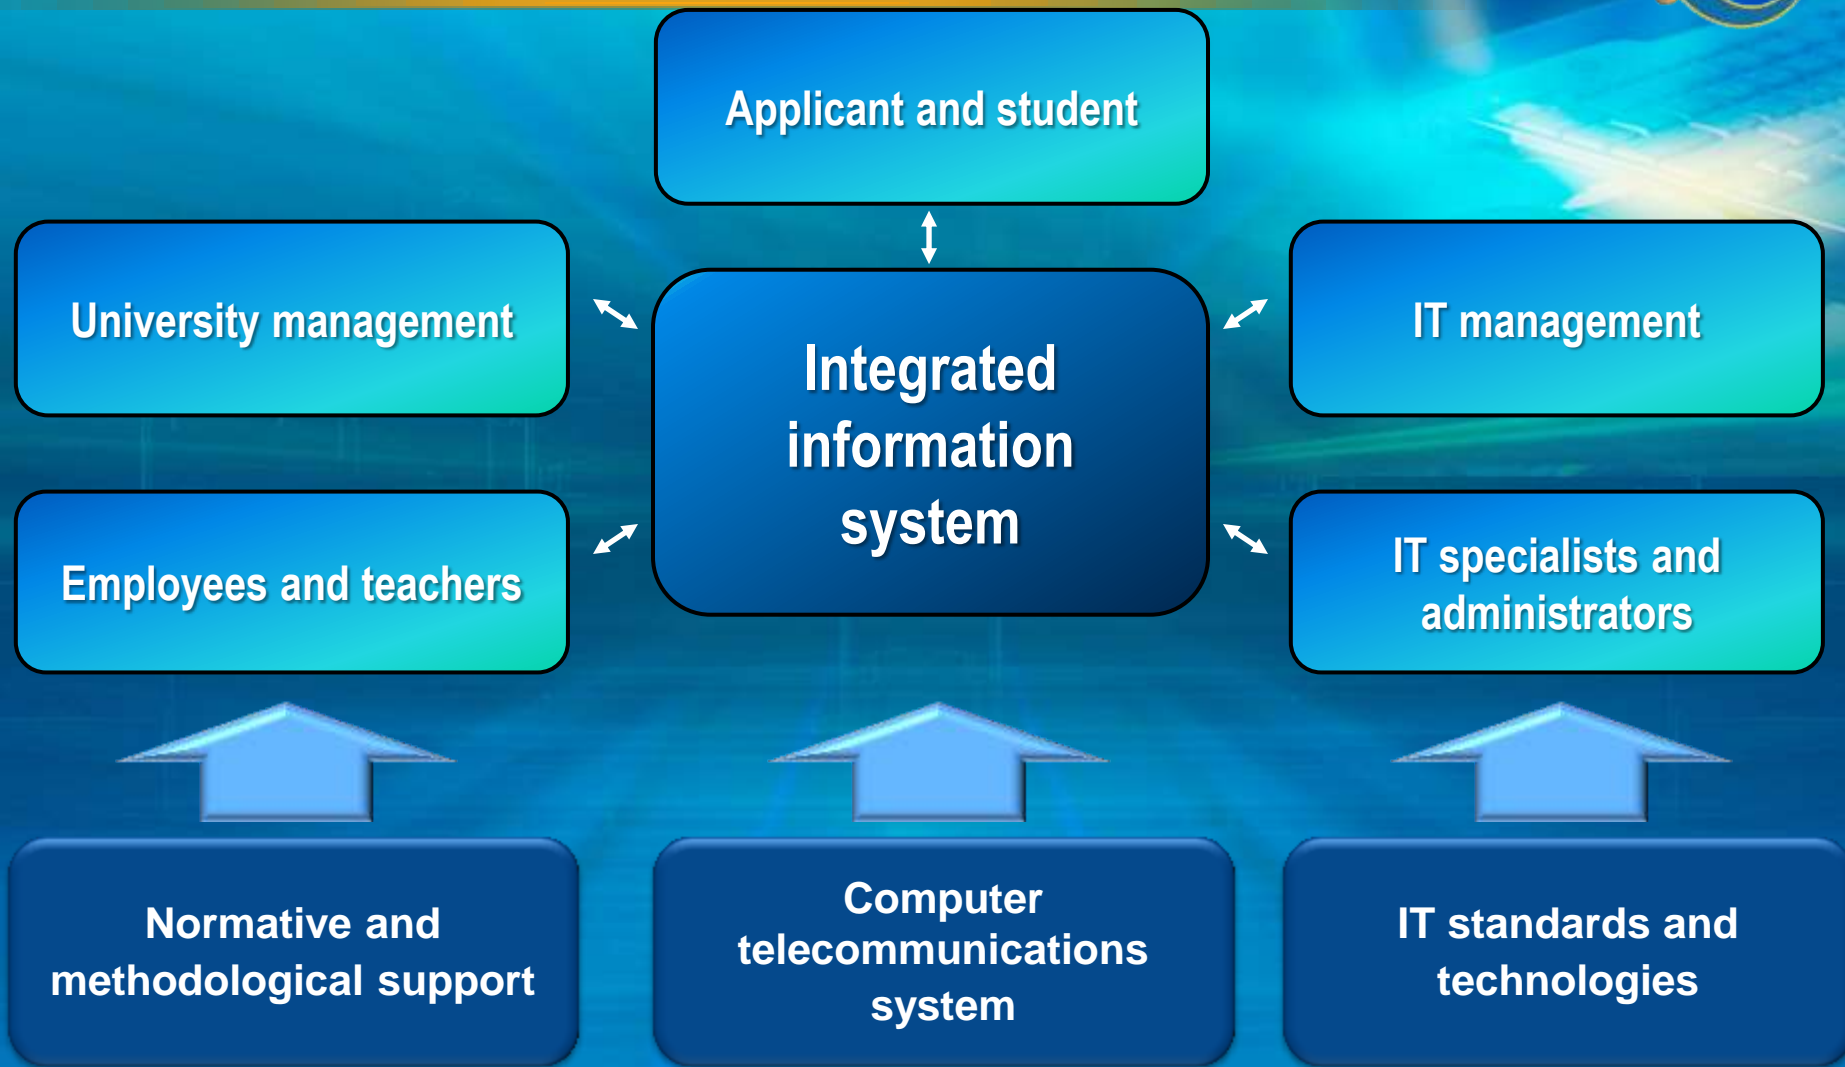 Applicant and student
University management
IT management
Integrated
information
system
Employees and teachers
IT specialists and
administrators
Normative and
methodological support
Computer
telecommunications
system
IT standards and
technologies